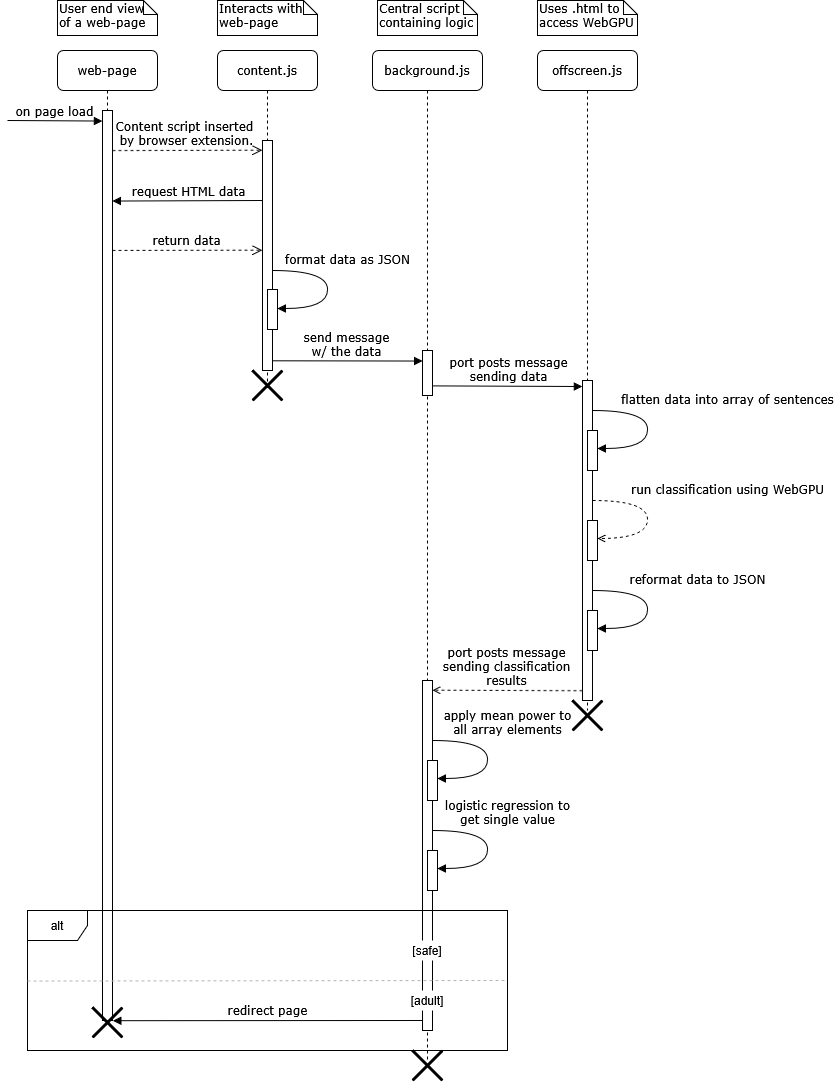 User end view
of a web-page
Interacts with
web-page
Central script
containing logic
Uses .html to
access WebGPU
web-page
content.js
background.js
offscreen.js
on page load
Content script inserted
by browser extension.
request HTML data
return data
format data as JSON
send message
w/ the data
port posts message
sending data
flatten data into array of sentences
run classification using WebGPU
reformat data to JSON
port posts message
sending classification
results
apply mean power to
all array elements
logistic regression to
get single value
alt
[safe]
[adult]
redirect page